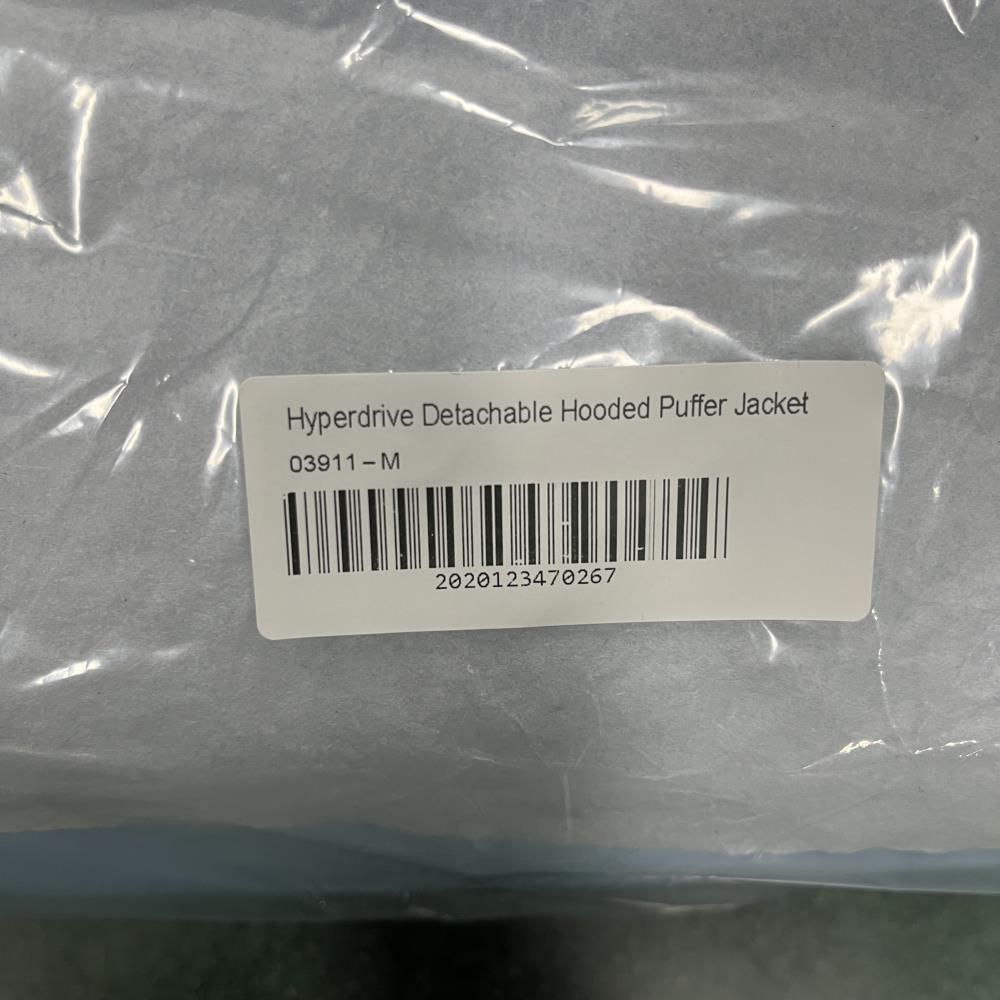 Hyperdrive Detachable Hooded Puffer Jacket
03911-M
2020123470267